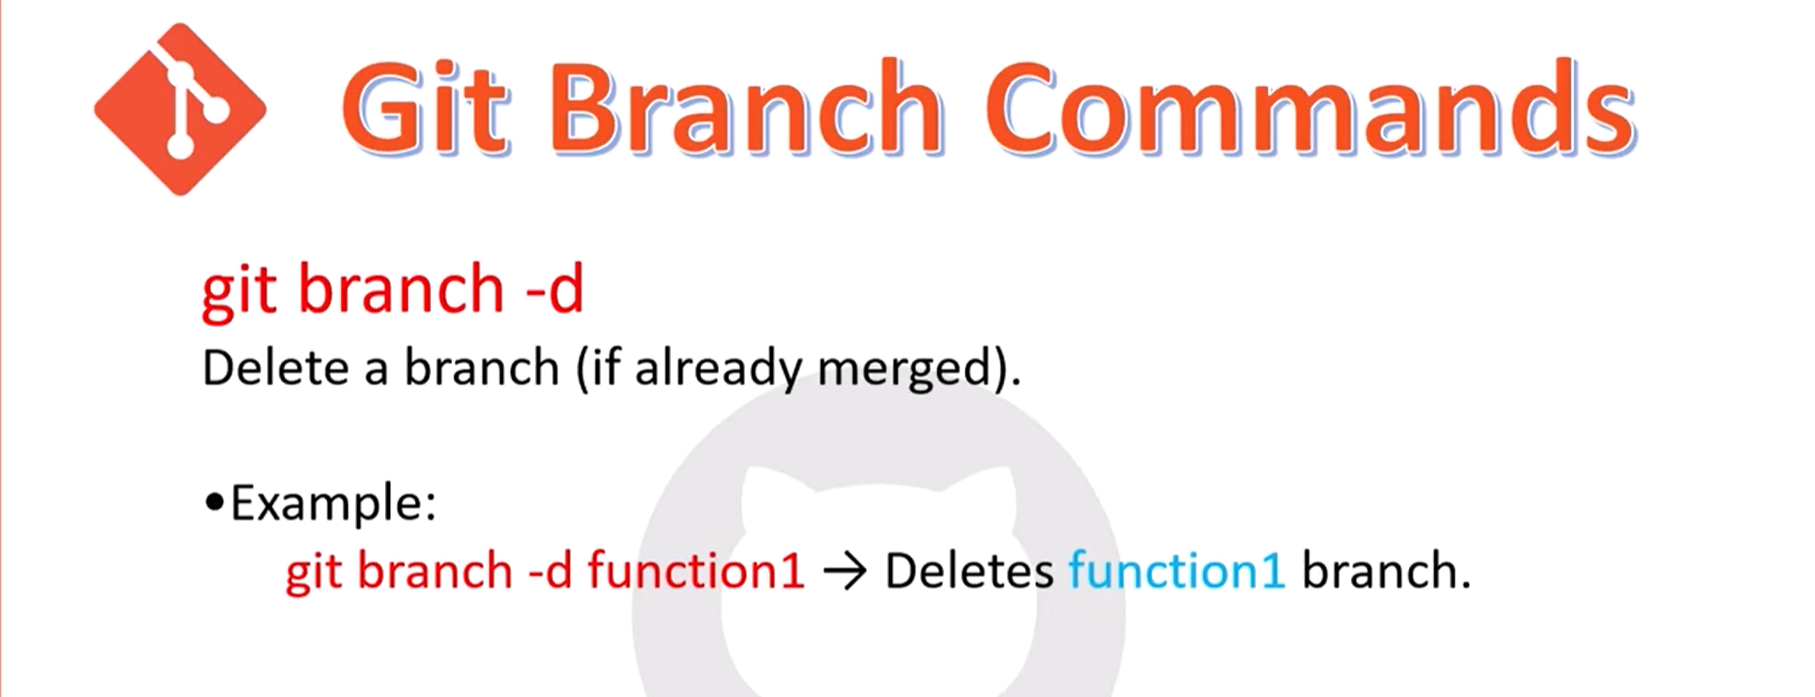 Git Branch Commands
git branch -d
Delete a branch (if already merged).
•Example:
git branch -d function1 → Deletes function1 branch.